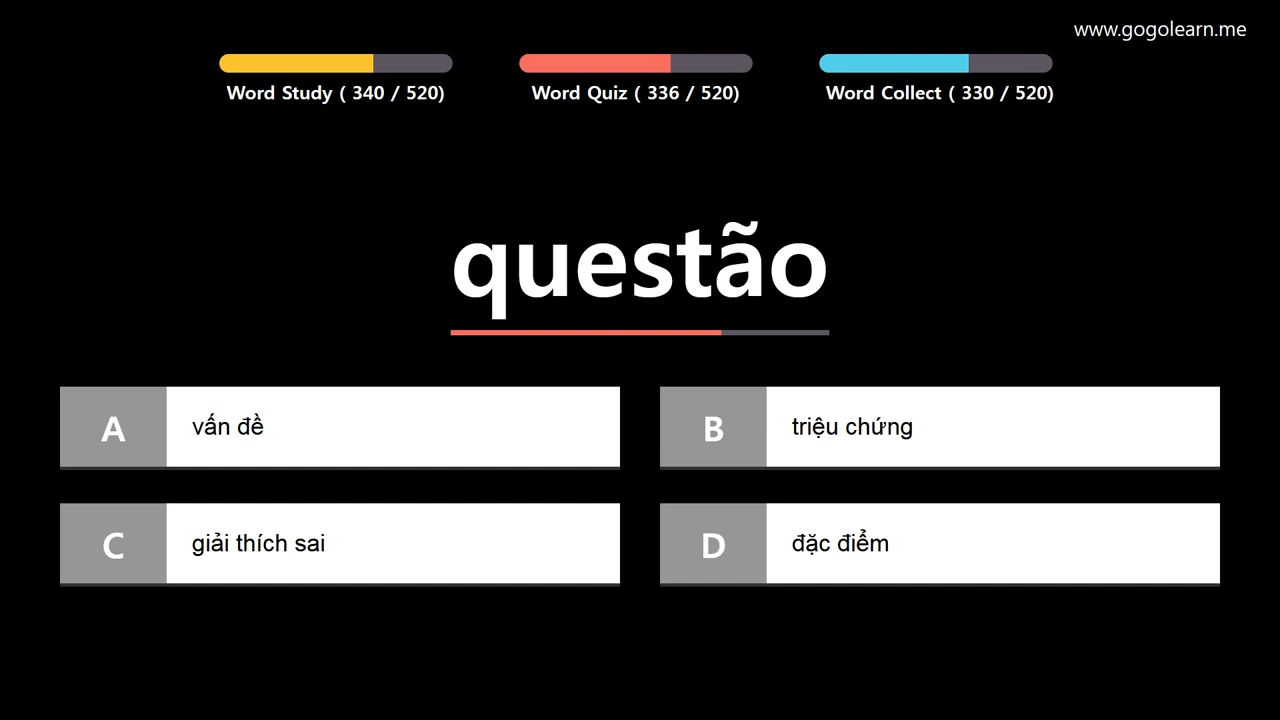 www.gogolearn.me
Word Study ( 340 / 520)
Word Quiz ( 336 / 520)
Word Collect ( 330 / 520)
questão
A vấn đề
B triệu chứng
C giải thích sai
D đặc điểm